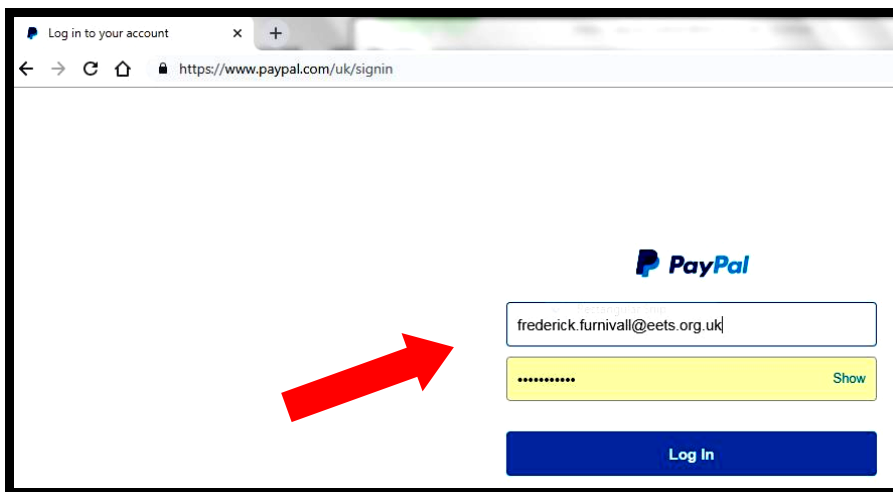 Log in to your account
https://www.paypal.com/uk/signin
PayPal
frederick.furnivall@eets.org.uk
•••••••••••
Show
Log In